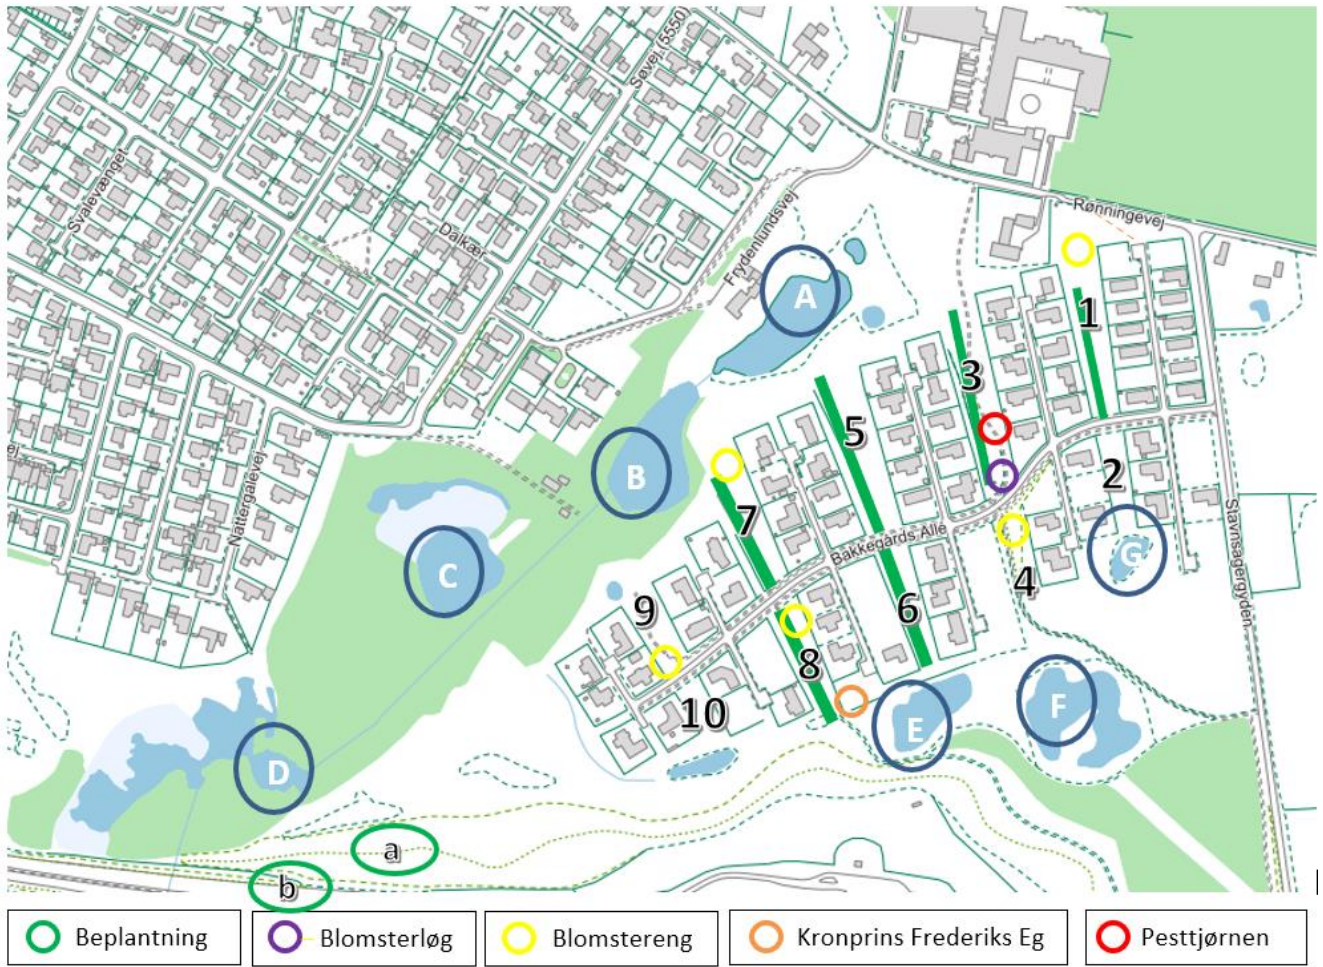 Søvej (5550)
Svalevænget
Dalkær
Frydenlundsvej
Rønningevej
A
1
3
5
B
2
7
Nattergalevej
Bakkegårds Alle
Stavnsagergyden
C
G
4
9
6
8
10
F
E
D
a
b
Beplantning
Blomsterløg
Blomstereng
Kronprins Frederiks Eg
Pesttjørnen